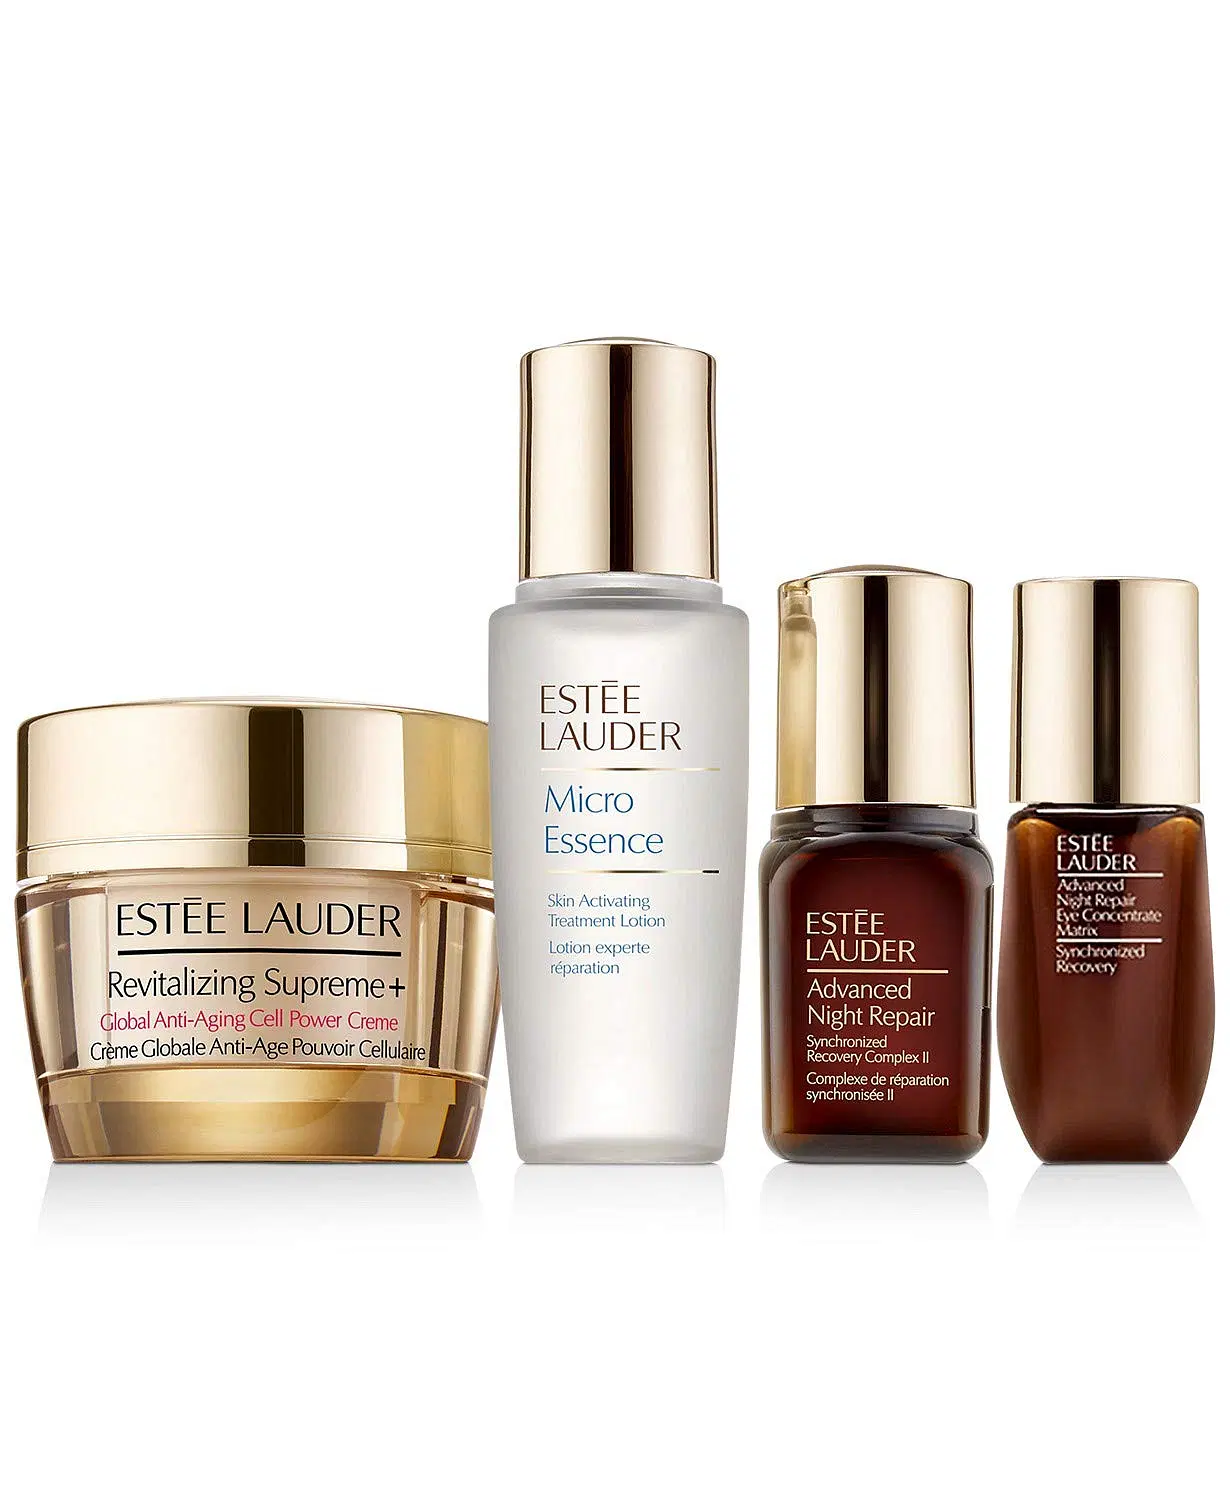 ESTĒE LAUDER
Revitalizing Supreme+
Global Anti-Aging Cell Power Creme
Crème Globale Anti-Age Pouvoir Cellulaire
ESTĒE
LAUDER
Micro
Essence
Skin Activating
Treatment Lotion
Lotion experte
réparation
ESTĒE
LAUDER
Advanced
Night Repair
Synchronized
Recovery Complex II
Complexe de réparation
synchronisée II
ESTĒE
LAUDER
Advanced
Night Repair
Eye Concentrate
Matrix
Synchronized
Recovery